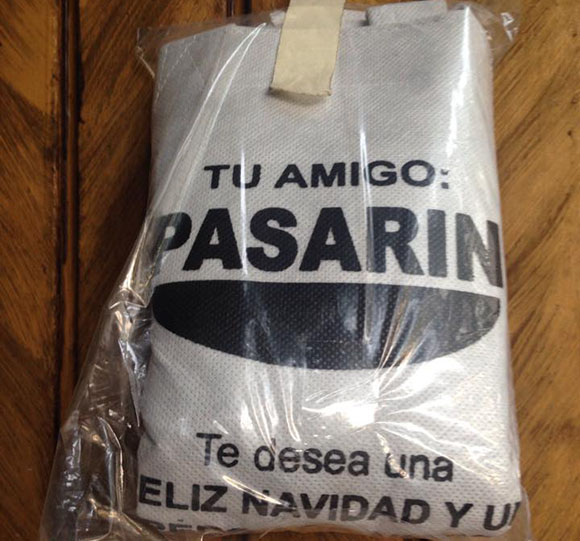 TU AMIGO:
PASARIN
Te desea una
ELIZ NAVIDAD Y U